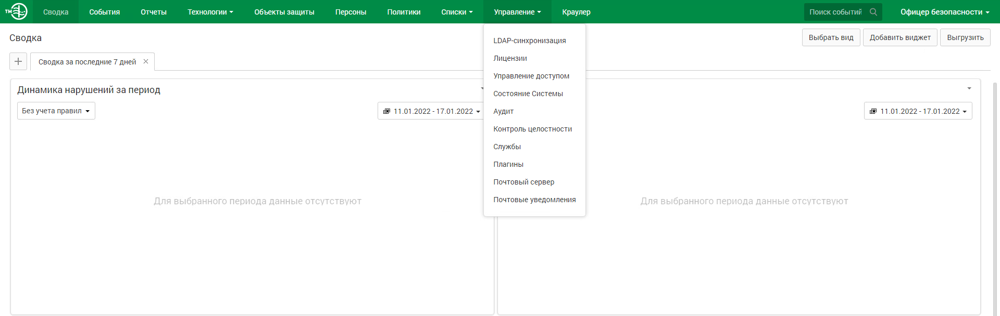 ТМ Сводка События Отчеты Технологии Объекты защиты Персоны Политики Списки Управление Краулер Поиск событий Офицер безопасности
Сводка Выбрать вид Добавить виджет Выгрузить
Сводка за последние 7 дней
LDAP-синхронизация
Лицензии
Управление доступом
Состояние Системы
Аудит
Контроль целостности
Службы
Плагины
Почтовый сервер
Почтовые уведомления
Динамика нарушений за период
Без учета правил 11.01.2022 - 17.01.2022
Для выбранного периода данные отсутствуют
11.01.2022 - 17.01.2022
Для выбранного периода данные отсутствуют